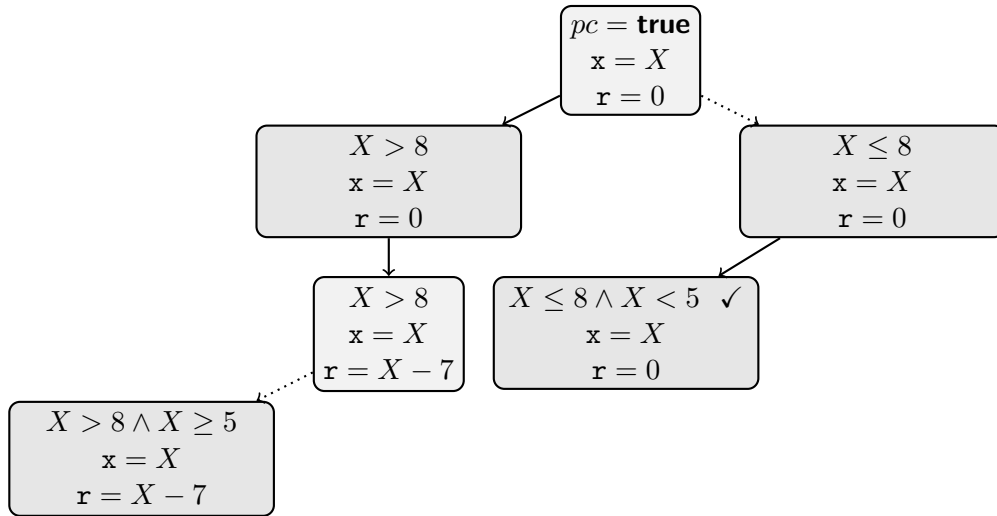 pc = true
x = X
r = 0
X > 8
x = X
r = 0
X ≤ 8
x = X
r = 0
X > 8
x = X
r = X − 7
X ≤ 8 ∧ X < 5 ✓
x = X
r = 0
X > 8 ∧ X ≥ 5
x = X
r = X − 7